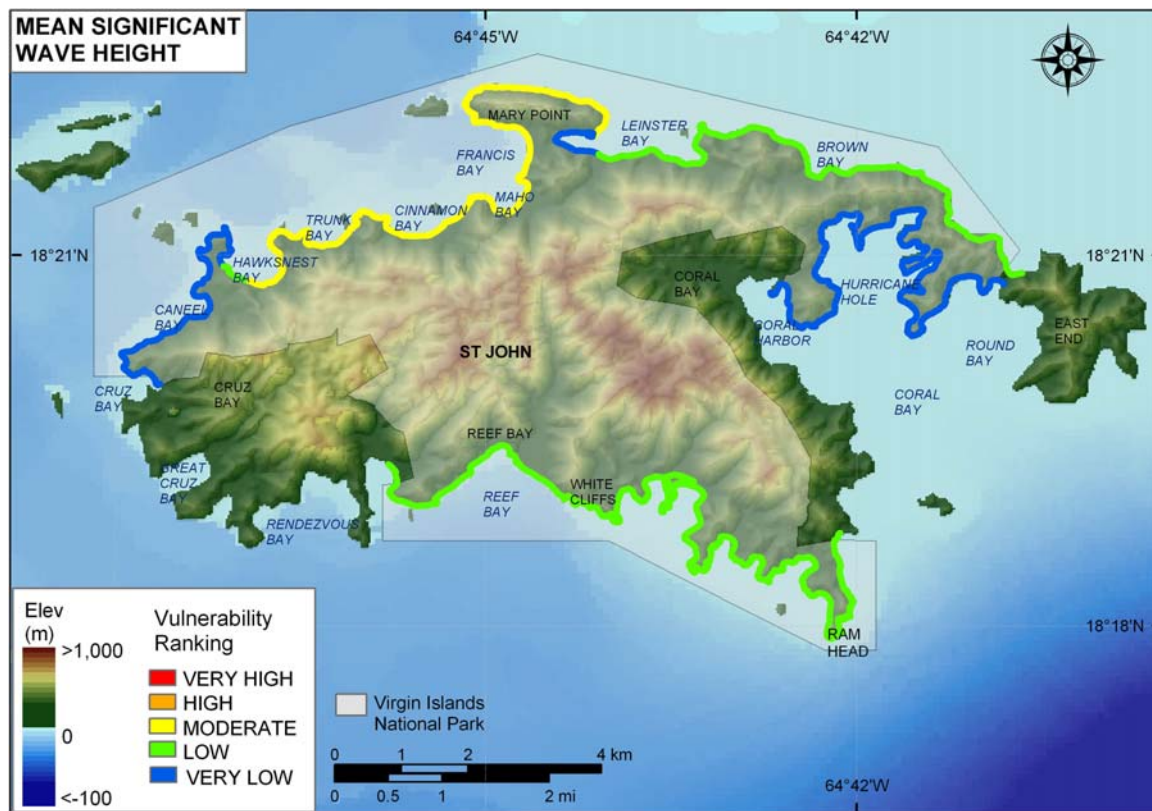 MEAN SIGNIFICANT
WAVE HEIGHT
64°45'W
64°42'W
MARY POINT
LEINSTER
BAY
BROWN
BAY
FRANCIS
BAY
MAHO
BAY
CINNAMON
BAY
TRUNK
BAY
18°21'N
18°21'N
HAWKSNEST
BAY
CANEEL
BAY
CORAL
BAY
HURRICANE
HOLE
CORAL
HARBOR
EAST
END
ROUND
BAY
ST JOHN
CRUZ
BAY
CRUZ
BAY
CORAL
BAY
REEF BAY
GREAT
CRUZ
BAY
WHITE
CLIFFS
REEF
BAY
RENDEZVOUS
BAY
18°18'N
RAM
HEAD
Elev
(m)
>1,000
0
<-100
Vulnerability
Ranking
VERY HIGH
HIGH
MODERATE
LOW
VERY LOW
Virgin Islands
National Park
0 1 2 4 km
0 0.5 1 2 mi
64°42'W